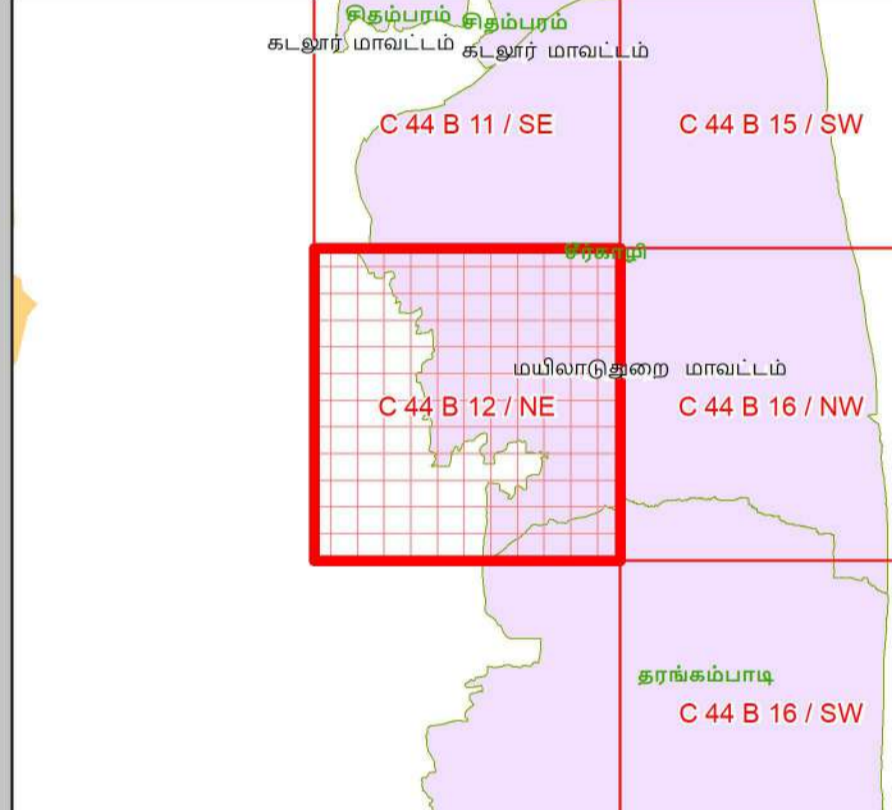 சிதம்பரம்
சிதம்பரம்
கடலூர் மாவட்டம்
கடலூர் மாவட்டம்
C 44 B 11 / SE
C 44 B 15 / SW
சீர்காழி
மயிலாடுதுறை மாவட்டம்
C 44 B 12 / NE
C 44 B 16 / NW
தரங்கம்பாடி
C 44 B 16 / SW